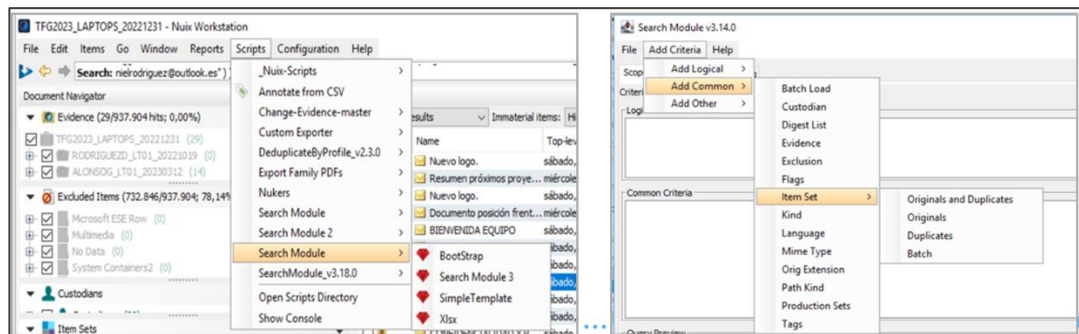 TFG2023_LAPTOPS_20221231 - Nuix Workstation
File Edit Items Go Window Reports Scripts Configuration Help
Search: nielrodriguez@outlook.es" )
Document Navigator
Evidence (29/937.904 hits; 0,00%)
TFG2023_LAPTOPS_20221231 (29)
RODRIGUEZD_LT01_20221019 (0)
ALONSOG_LT01_20230312 (14)
Excluded Items (732.846/937.904; 78,14%
Microsoft ESE Row (0)
Multimedia (0)
No Data (0)
System Containers2 (0)
Custodians
Item Sets
_Nuix-Scripts
Annotate from CSV
Change-Evidence-master
Custom Exporter
DeduplicateByProfile_v2.3.0
Export Family PDFs
Nukers
Search Module
Search Module 2
Search Module
SearchModule_v3.18.0
Open Scripts Directory
Show Console
BootStrap
Search Module 3
SimpleTemplate
Xlsx
esults Immaterial items: Hi
Name Top-lev
Nuevo logo. sábado,
Resumen próximos proye... miércole
Nuevo logo. sábado,
Documento posición frent... miércole
BIENVENIDA EQUIPO sábado,
Search Module v3.14.0
File Add Criteria Help
Scop
Criteri
Logi
Add Logical
Add Common
Add Other
Common Criteria
Query Preview
Batch Load
Custodian
Digest List
Evidence
Exclusion
Flags
Item Set
Kind
Language
Mime Type
Orig Extension
Path Kind
Production Sets
Tags
Originals and Duplicates
Originals
Duplicates
Batch